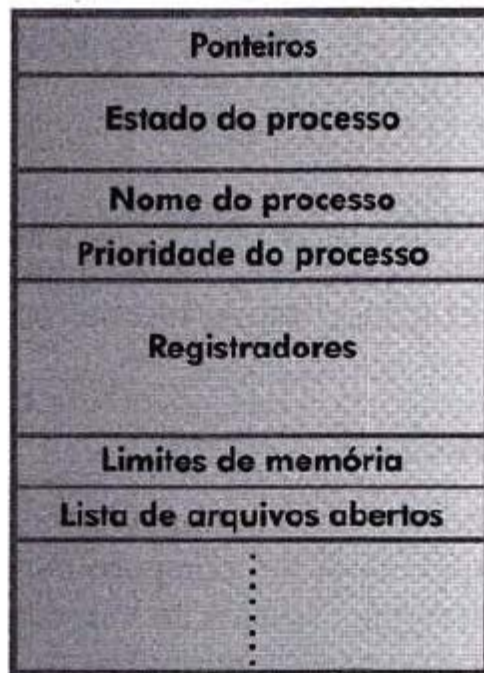 Ponteiros
Estado do processo
Nome do processo
Prioridade do processo
Registradores
Limites de memória
Lista de arquivos abertos